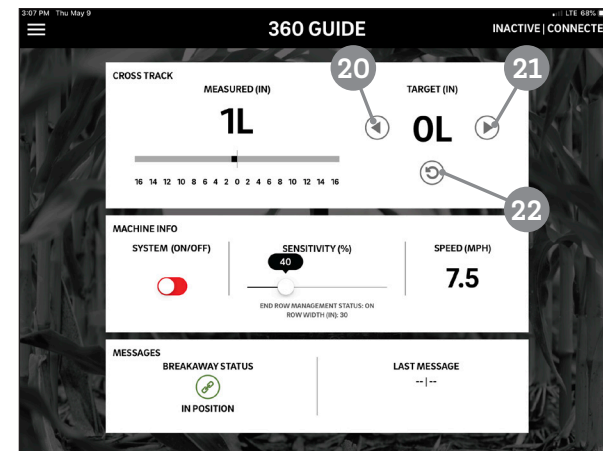 3:07 PM Thu May 9
LTE 68%
360 GUIDE
INACTIVE | CONNECTE
CROSS TRACK
MEASURED (IN)
1L
16 14 12 10 8 6 4 2 0 2 4 6 8 10 12 14 16
20
21
TARGET (IN)
0L
22
MACHINE INFO
SYSTEM (ON/OFF)
SENSITIVITY (%)
40
END ROW MANAGEMENT STATUS: ON
ROW WIDTH (IN): 30
SPEED (MPH)
7.5
MESSAGES
BREAKAWAY STATUS
IN POSITION
LAST MESSAGE
--|--